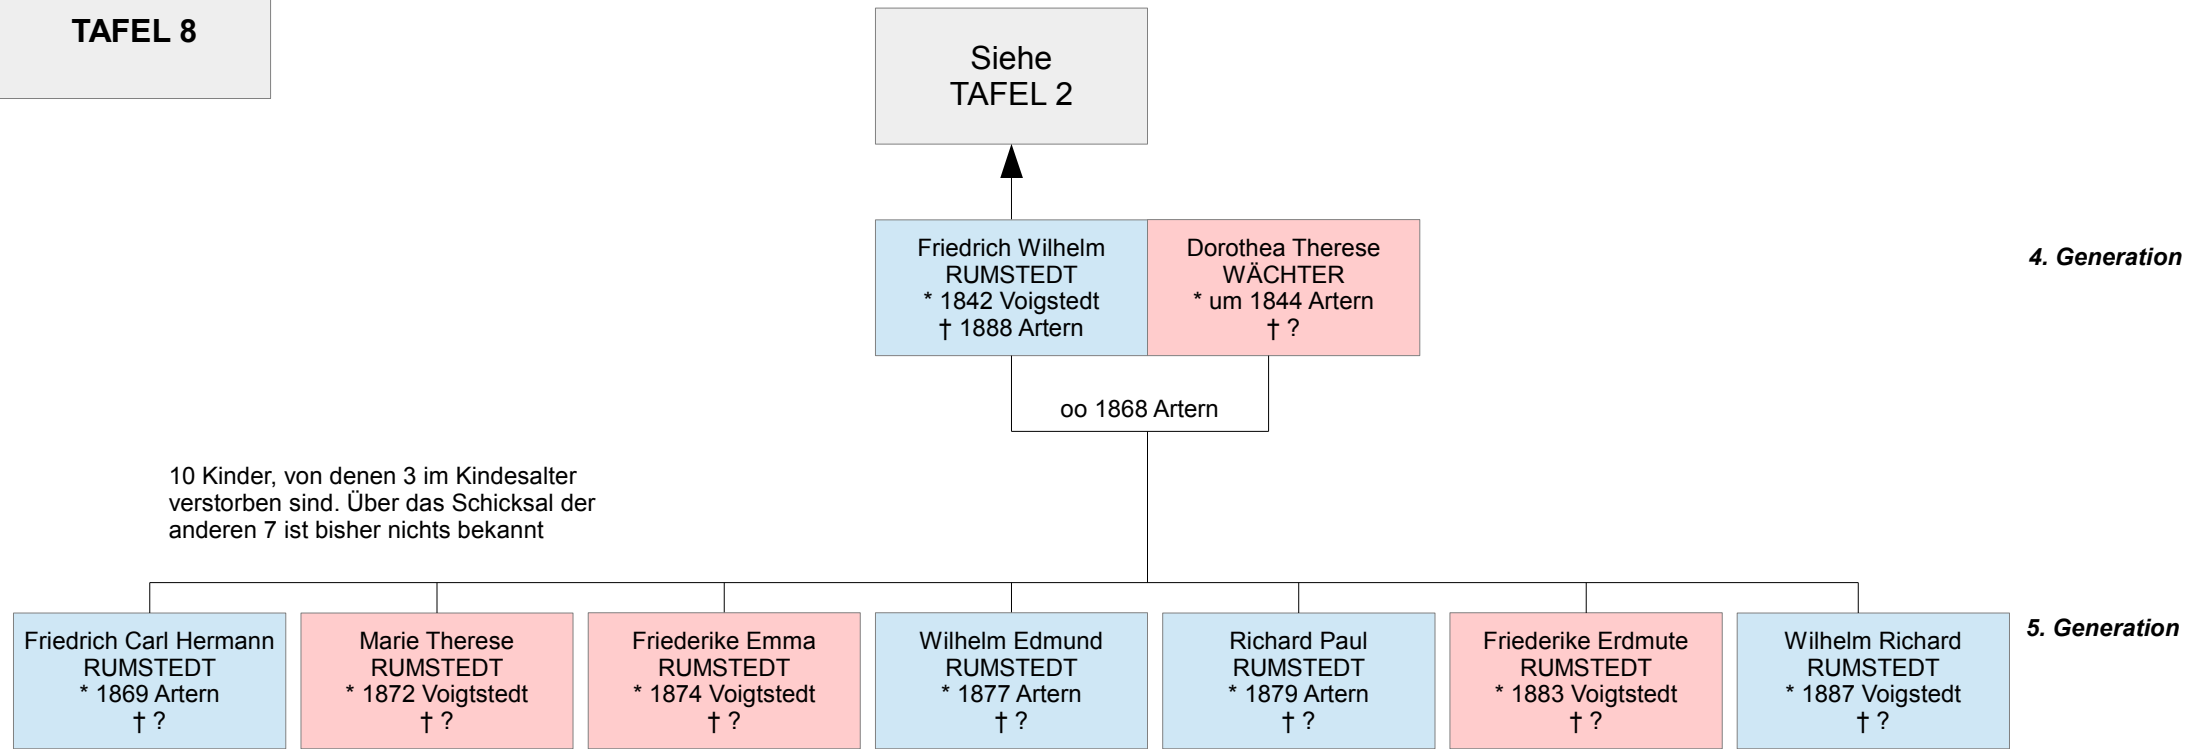 TAFEL 8
Siehe
TAFEL 2
Friedrich Wilhelm
RUMSTEDT
* 1842 Voigstedt
† 1888 Artern
Dorothea Therese
WÄCHTER
* um 1844 Artern
† ?
4. Generation
oo 1868 Artern
10 Kinder, von denen 3 im Kindesalter
verstorben sind. Über das Schicksal der
anderen 7 ist bisher nichts bekannt
Friedrich Carl Hermann
RUMSTEDT
* 1869 Artern
† ?
Marie Therese
RUMSTEDT
* 1872 Voigtstedt
† ?
Friederike Emma
RUMSTEDT
* 1874 Voigtstedt
† ?
Wilhelm Edmund
RUMSTEDT
* 1877 Artern
† ?
Richard Paul
RUMSTEDT
* 1879 Artern
† ?
Friederike Erdmute
RUMSTEDT
* 1883 Voigtstedt
† ?
Wilhelm Richard
RUMSTEDT
* 1887 Voigstedt
† ?
5. Generation